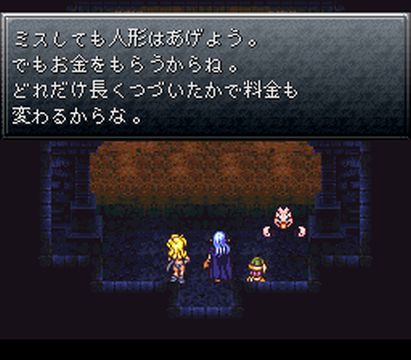 ミスしても人形はあげよう。
でもお金をもらうからね。
どれだけ長くつづいたかで料金も
変わるからな。